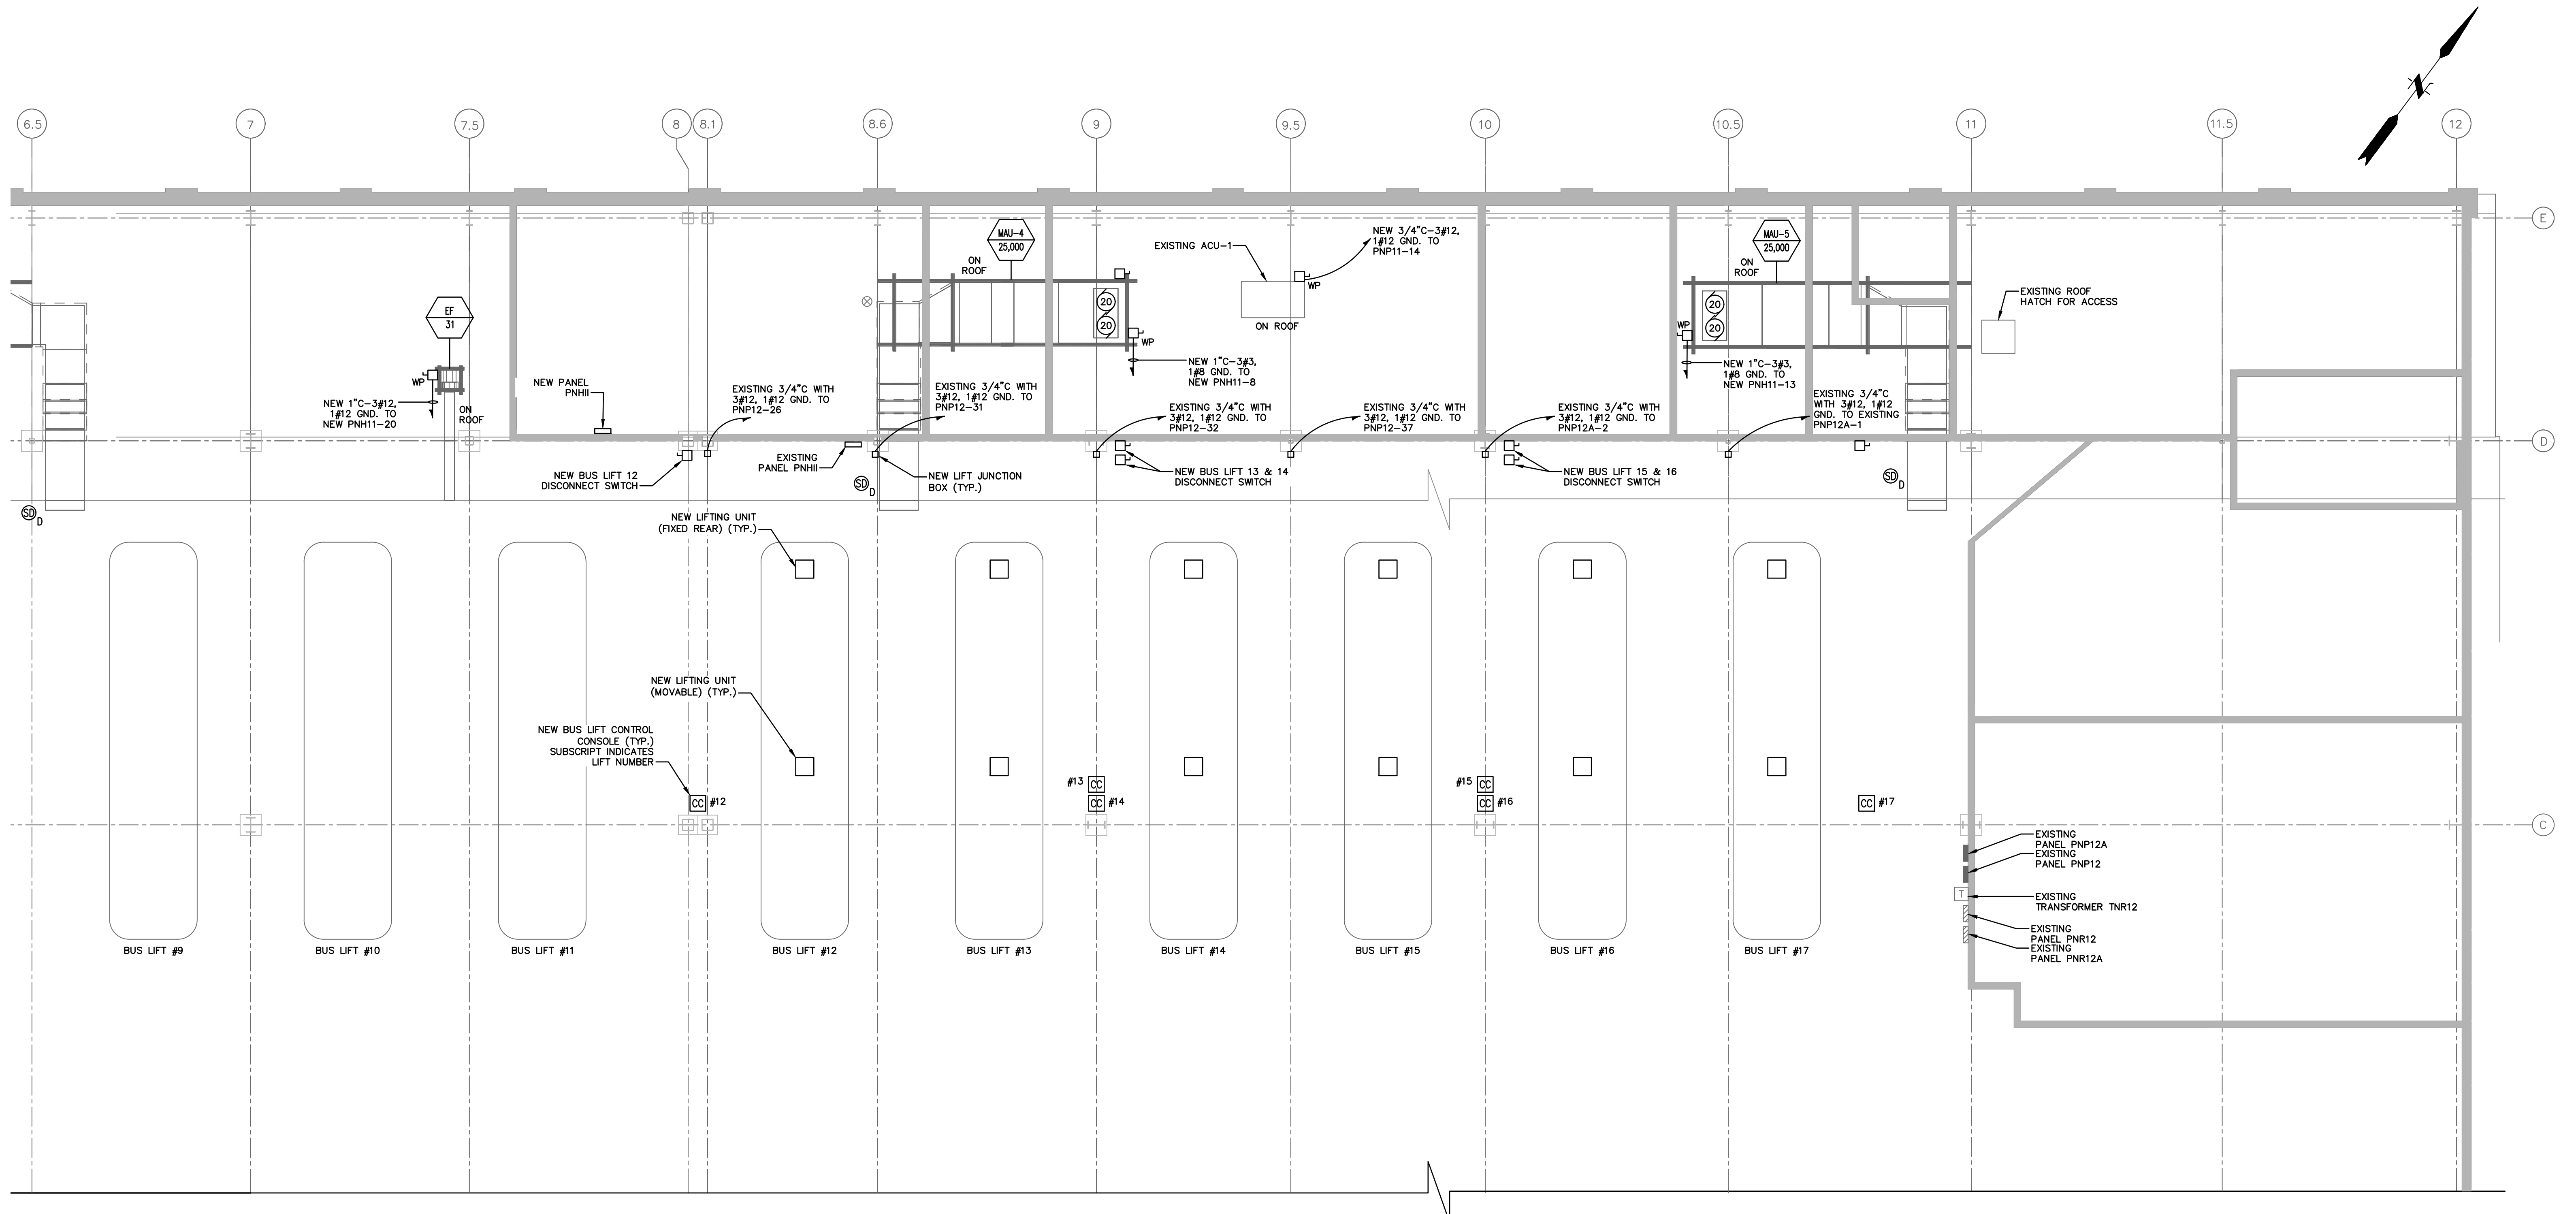 6.5
7
7.5
8
8.1
8.6
9
9.5
10
10.5
11
11.5
12
N
E
MAU-4
25,000
ON
ROOF
EXISTING ACU-1
NEW 3/4"C-3#12,
1#12 GND. TO
PNP11-14
WP
ON ROOF
MAU-5
25,000
ON
ROOF
EXISTING ROOF
HATCH FOR ACCESS
EF
31
20
20
WP
20
20
WP
NEW 1"C-3#3,
1#8 GND. TO
NEW PNH11-8
NEW 1"C-3#3,
1#8 GND. TO
NEW PNH11-13
WP
NEW 1"C-3#12,
1#12 GND. TO
NEW PNH11-20
ON
ROOF
NEW PANEL
PNHII
EXISTING 3/4"C WITH
3#12, 1#12 GND. TO
PNP12-26
EXISTING 3/4"C WITH
3#12, 1#12 GND. TO
PNP12-31
EXISTING 3/4"C WITH
3#12, 1#12 GND. TO
PNP12-32
EXISTING 3/4"C WITH
3#12, 1#12 GND. TO
PNP12-37
EXISTING 3/4"C WITH
3#12, 1#12 GND. TO
PNP12A-2
EXISTING 3/4"C
WITH 3#12, 1#12
GND. TO EXISTING
PNP12A-1
D
NEW BUS LIFT 12
DISCONNECT SWITCH
EXISTING
PANEL PNHII
NEW LIFT JUNCTION
BOX (TYP.)
NEW BUS LIFT 13 & 14
DISCONNECT SWITCH
NEW BUS LIFT 15 & 16
DISCONNECT SWITCH
SD
D
SD
D
SD
D
NEW LIFTING UNIT
(FIXED REAR) (TYP.)
NEW LIFTING UNIT
(MOVABLE) (TYP.)
NEW BUS LIFT CONTROL
CONSOLE (TYP.)
SUBSCRIPT INDICATES
LIFT NUMBER
CC #12
#13 CC
CC #14
#15 CC
CC #16
CC #17
C
EXISTING
PANEL PNP12A
EXISTING
PANEL PNP12
T
EXISTING
TRANSFORMER TNR12
EXISTING
PANEL PNR12
EXISTING
PANEL PNR12A
BUS LIFT #9
BUS LIFT #10
BUS LIFT #11
BUS LIFT #12
BUS LIFT #13
BUS LIFT #14
BUS LIFT #15
BUS LIFT #16
BUS LIFT #17